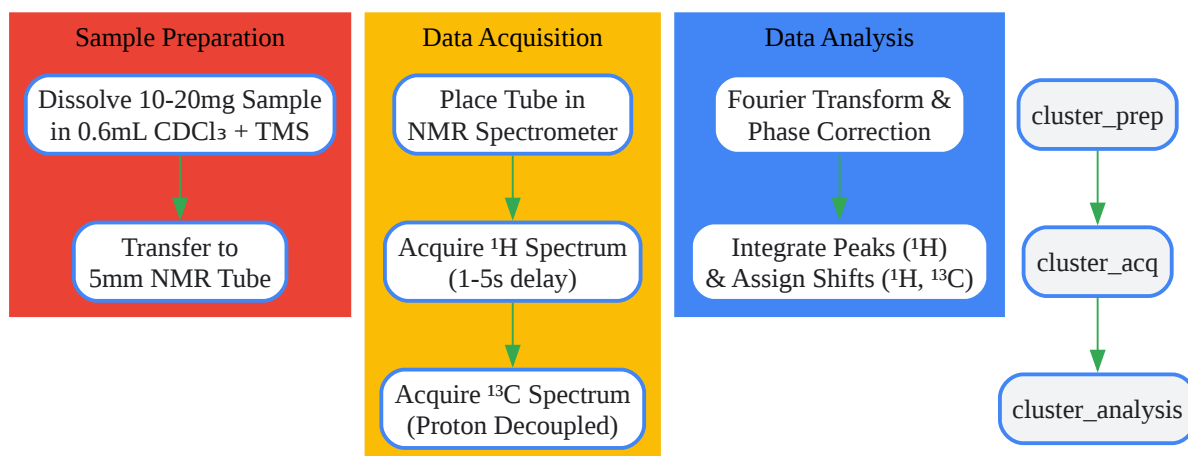 Sample Preparation
Dissolve 10-20mg Sample
in 0.6mL CDCl₃ + TMS
Transfer to
5mm NMR Tube
Data Acquisition
Place Tube in
NMR Spectrometer
Acquire ¹H Spectrum
(1-5s delay)
Acquire ¹³C Spectrum
(Proton Decoupled)
Data Analysis
Fourier Transform &
Phase Correction
Integrate Peaks (¹H)
& Assign Shifts (¹H, ¹³C)
cluster_prep
cluster_acq
cluster_analysis